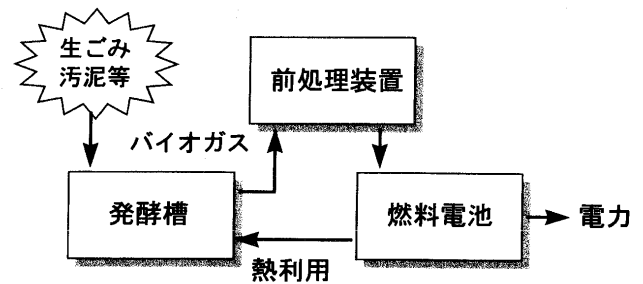 生ごみ
汚泥等
前処理装置
バイオガス
発酵槽
燃料電池
電力
熱利用